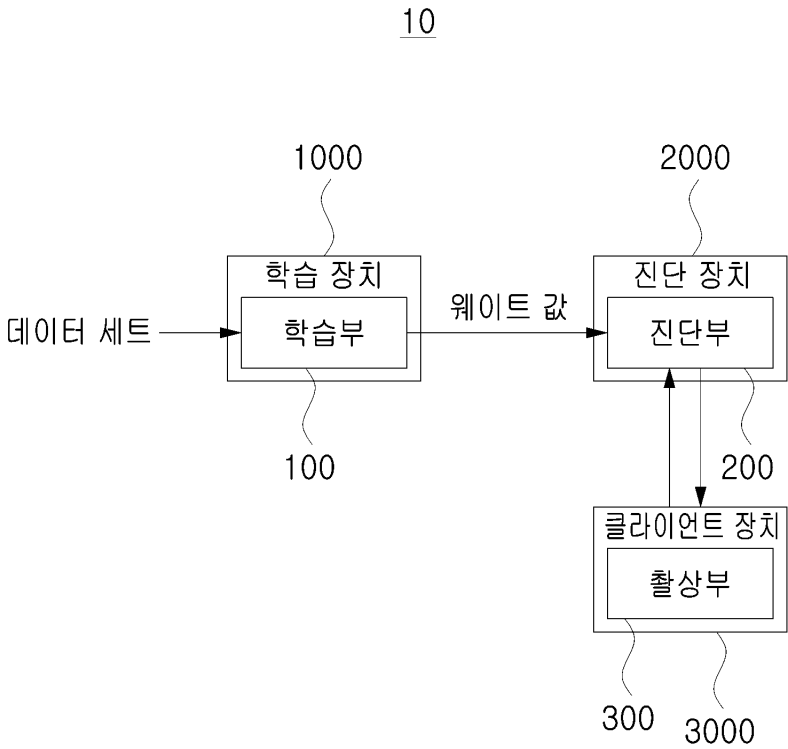 10
1000
2000
학습 장치
진단 장치
데이터 세트
학습부
웨이트 값
진단부
100
200
클라이언트 장치
촬상부
300
3000